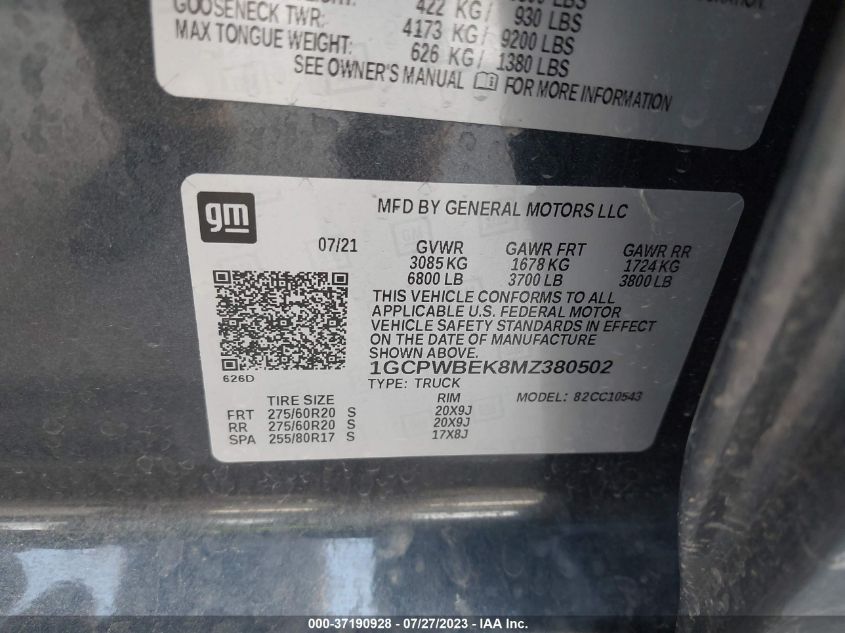 422 KG / 930 LBS
GOOSENECK TWR: 4173 KG / 9200 LBS
MAX TONGUE WEIGHT: 626 KG / 1380 LBS
SEE OWNER'S MANUAL FOR MORE INFORMATION
gm
MFD BY GENERAL MOTORS LLC
07/21 GVWR GAWR FRT GAWR RR
3085 KG 1678 KG 1724 KG
6800 LB 3700 LB 3800 LB
THIS VEHICLE CONFORMS TO ALL
APPLICABLE U.S. FEDERAL MOTOR
VEHICLE SAFETY STANDARDS IN EFFECT
ON THE DATE OF MANUFACTURE
SHOWN ABOVE.
1GCPWBEK8MZ380502
626D
TYPE: TRUCK
TIRE SIZE RIM MODEL: 82CC10543
FRT 275/60R20 S 20X9J
RR 275/60R20 S 20X9J
SPA 255/80R17 S 17X8J
000-37190928 - 07/27/2023 - IAAI.com